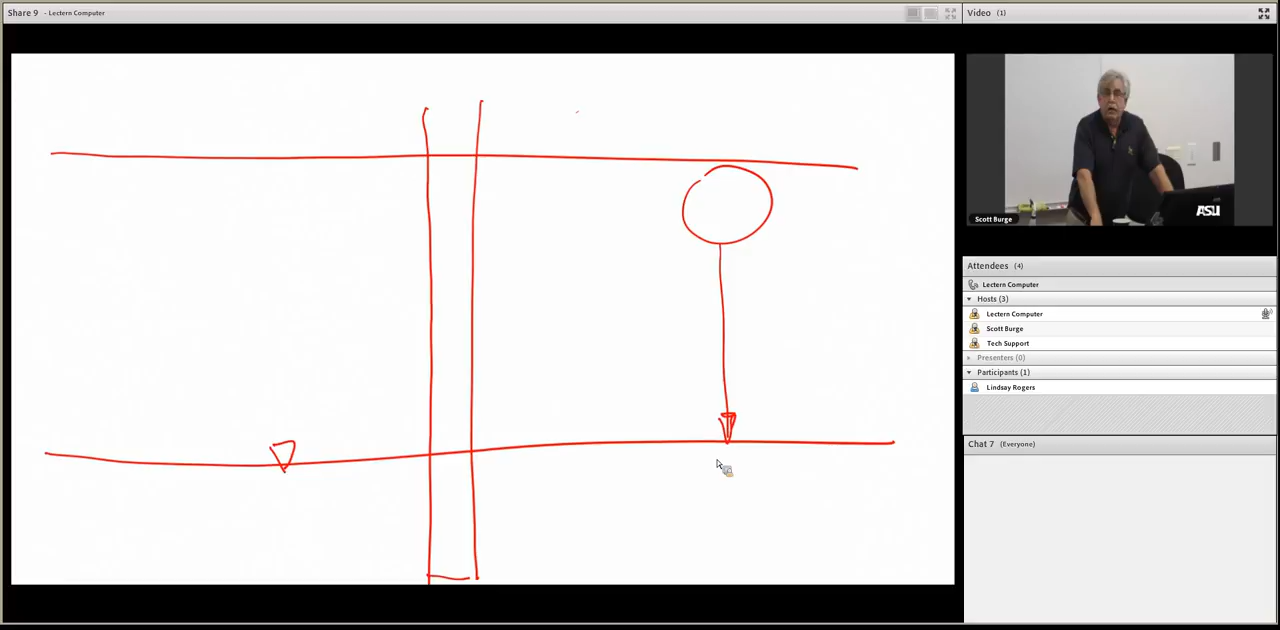 Share 9 - Lectern Computer
Video (1)
ASU
Scott Burge
Attendees (4)
Lectern Computer
Hosts (3)
Lectern Computer
Scott Burge
Tech Support
Presenters (0)
Participants (1)
Lindsay Rogers
Chat 7 (Everyone)